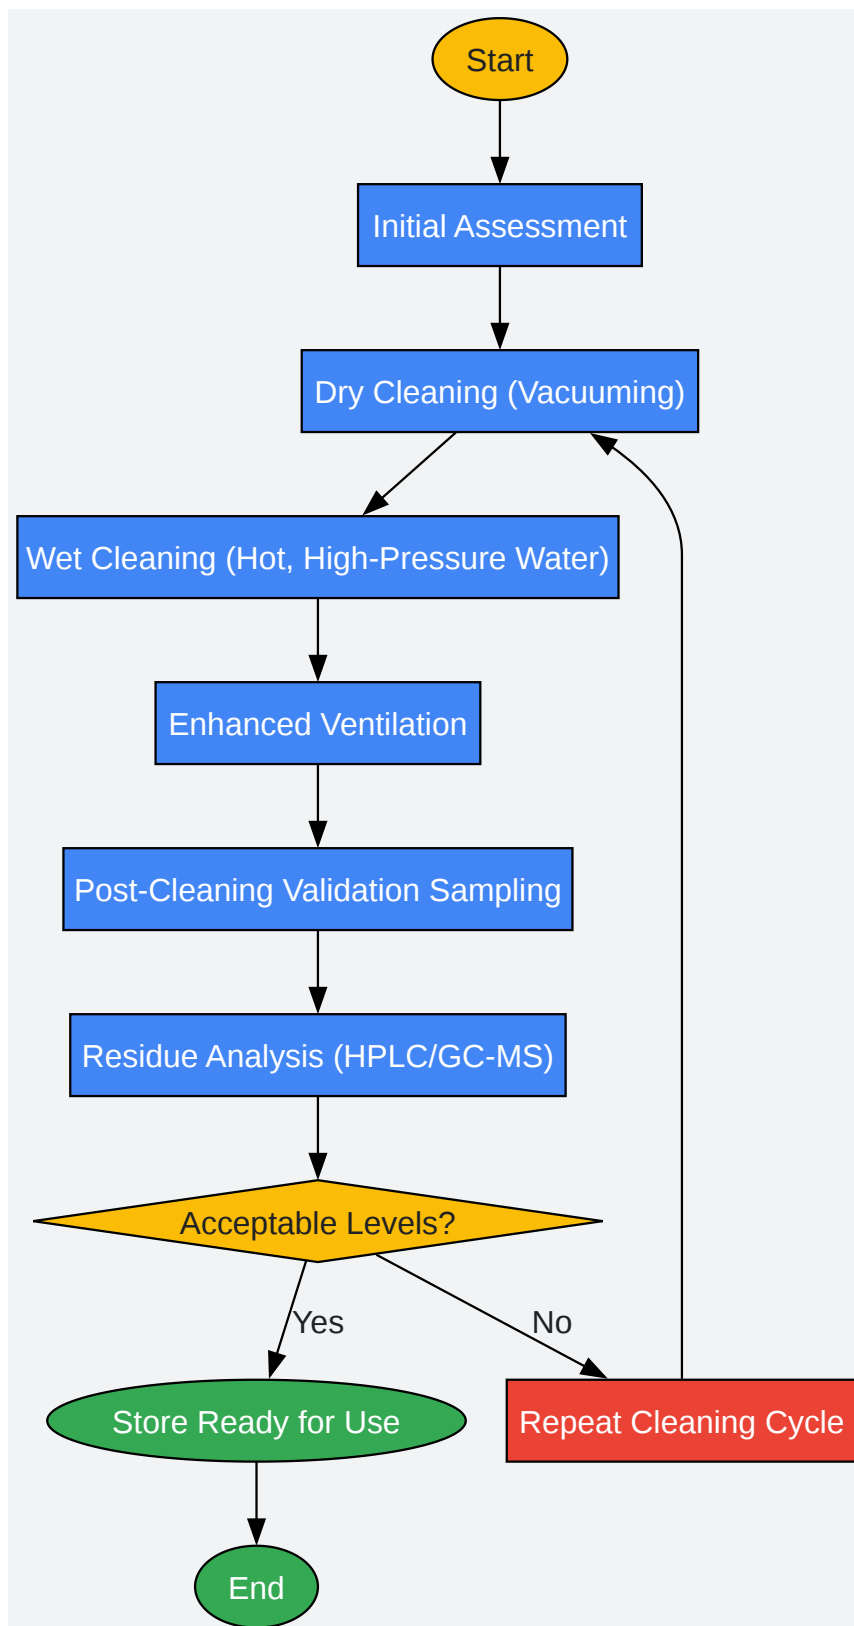 Start
Initial Assessment
Dry Cleaning (Vacuuming)
Wet Cleaning (Hot, High-Pressure Water)
Enhanced Ventilation
Post-Cleaning Validation Sampling
Residue Analysis (HPLC/GC-MS)
Acceptable Levels?
Yes
No
Store Ready for Use
Repeat Cleaning Cycle
End